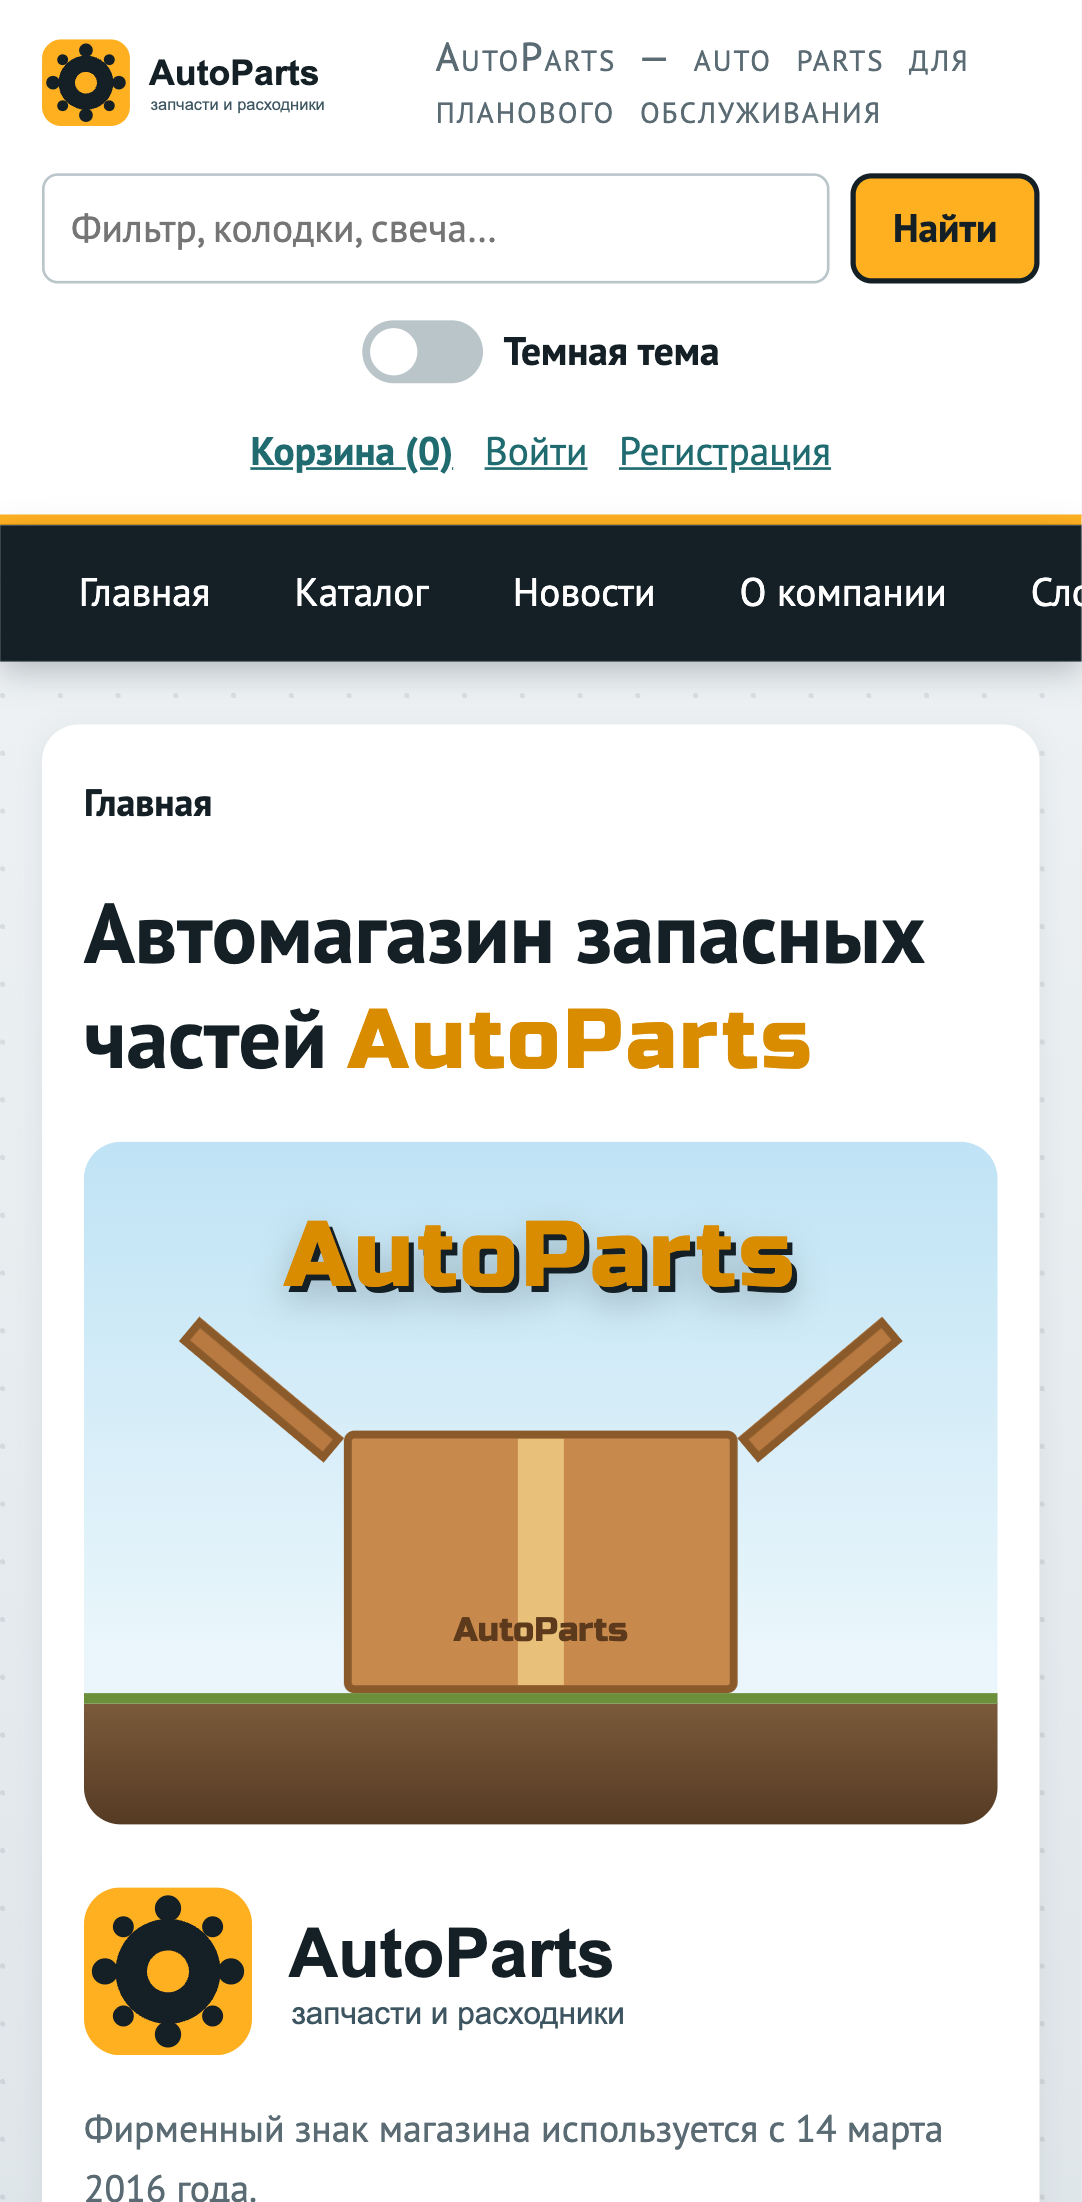 AutoParts
запчасти и расходники
AutoParts — auto parts для
планового обслуживания
Фильтр, колодки, свеча...
Найти
Темная тема
Корзина (0) Войти Регистрация
Главная Каталог Новости О компании Сло
Главная
Автомагазин запасных
частей AutoParts
AutoParts
AutoParts
AutoParts
запчасти и расходники
Фирменный знак магазина используется с 14 марта
2016 года.